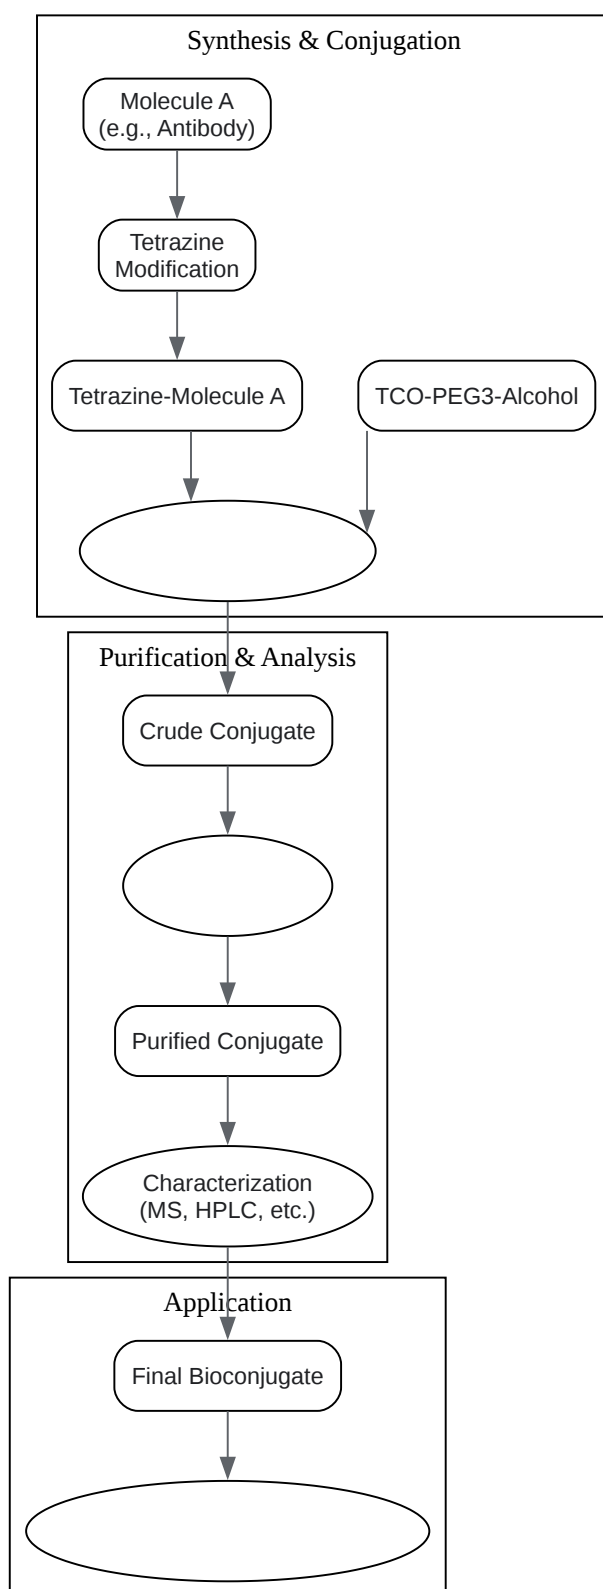 Synthesis & Conjugation
Molecule A
(e.g., Antibody)
Tetrazine
Modification
Tetrazine-Molecule A
TCO-PEG3-Alcohol
Purification & Analysis
Crude Conjugate
Purified Conjugate
Characterization
(MS, HPLC, etc.)
Application
Final Bioconjugate